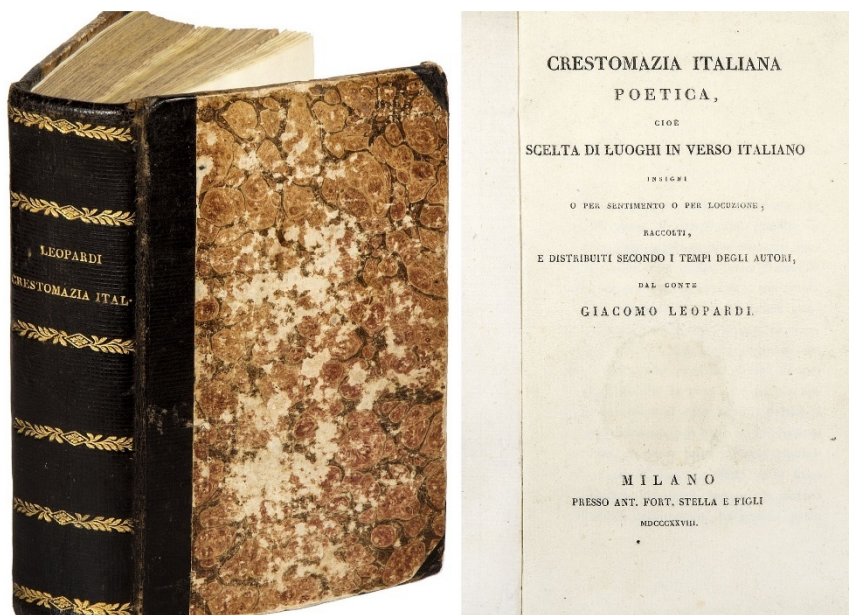 LEOPARDI
CRESTOMAZIA ITAL.
CRESTOMAZIA ITALIANA
POETICA,
CIOÈ
SCELTA DI LUOGHI IN VERSO ITALIANO
INSIGNI
O PER SENTIMENTO O PER LOCUZIONE,
RACCOLTI,
E DISTRIBUITI SECONDO I TEMPI DEGLI AUTORI,
DAL CONTE
GIACOMO LEOPARDI.
MILANO
PRESSO ANT. FORT. STELLA E FIGLI
MDCCCXXVIII.